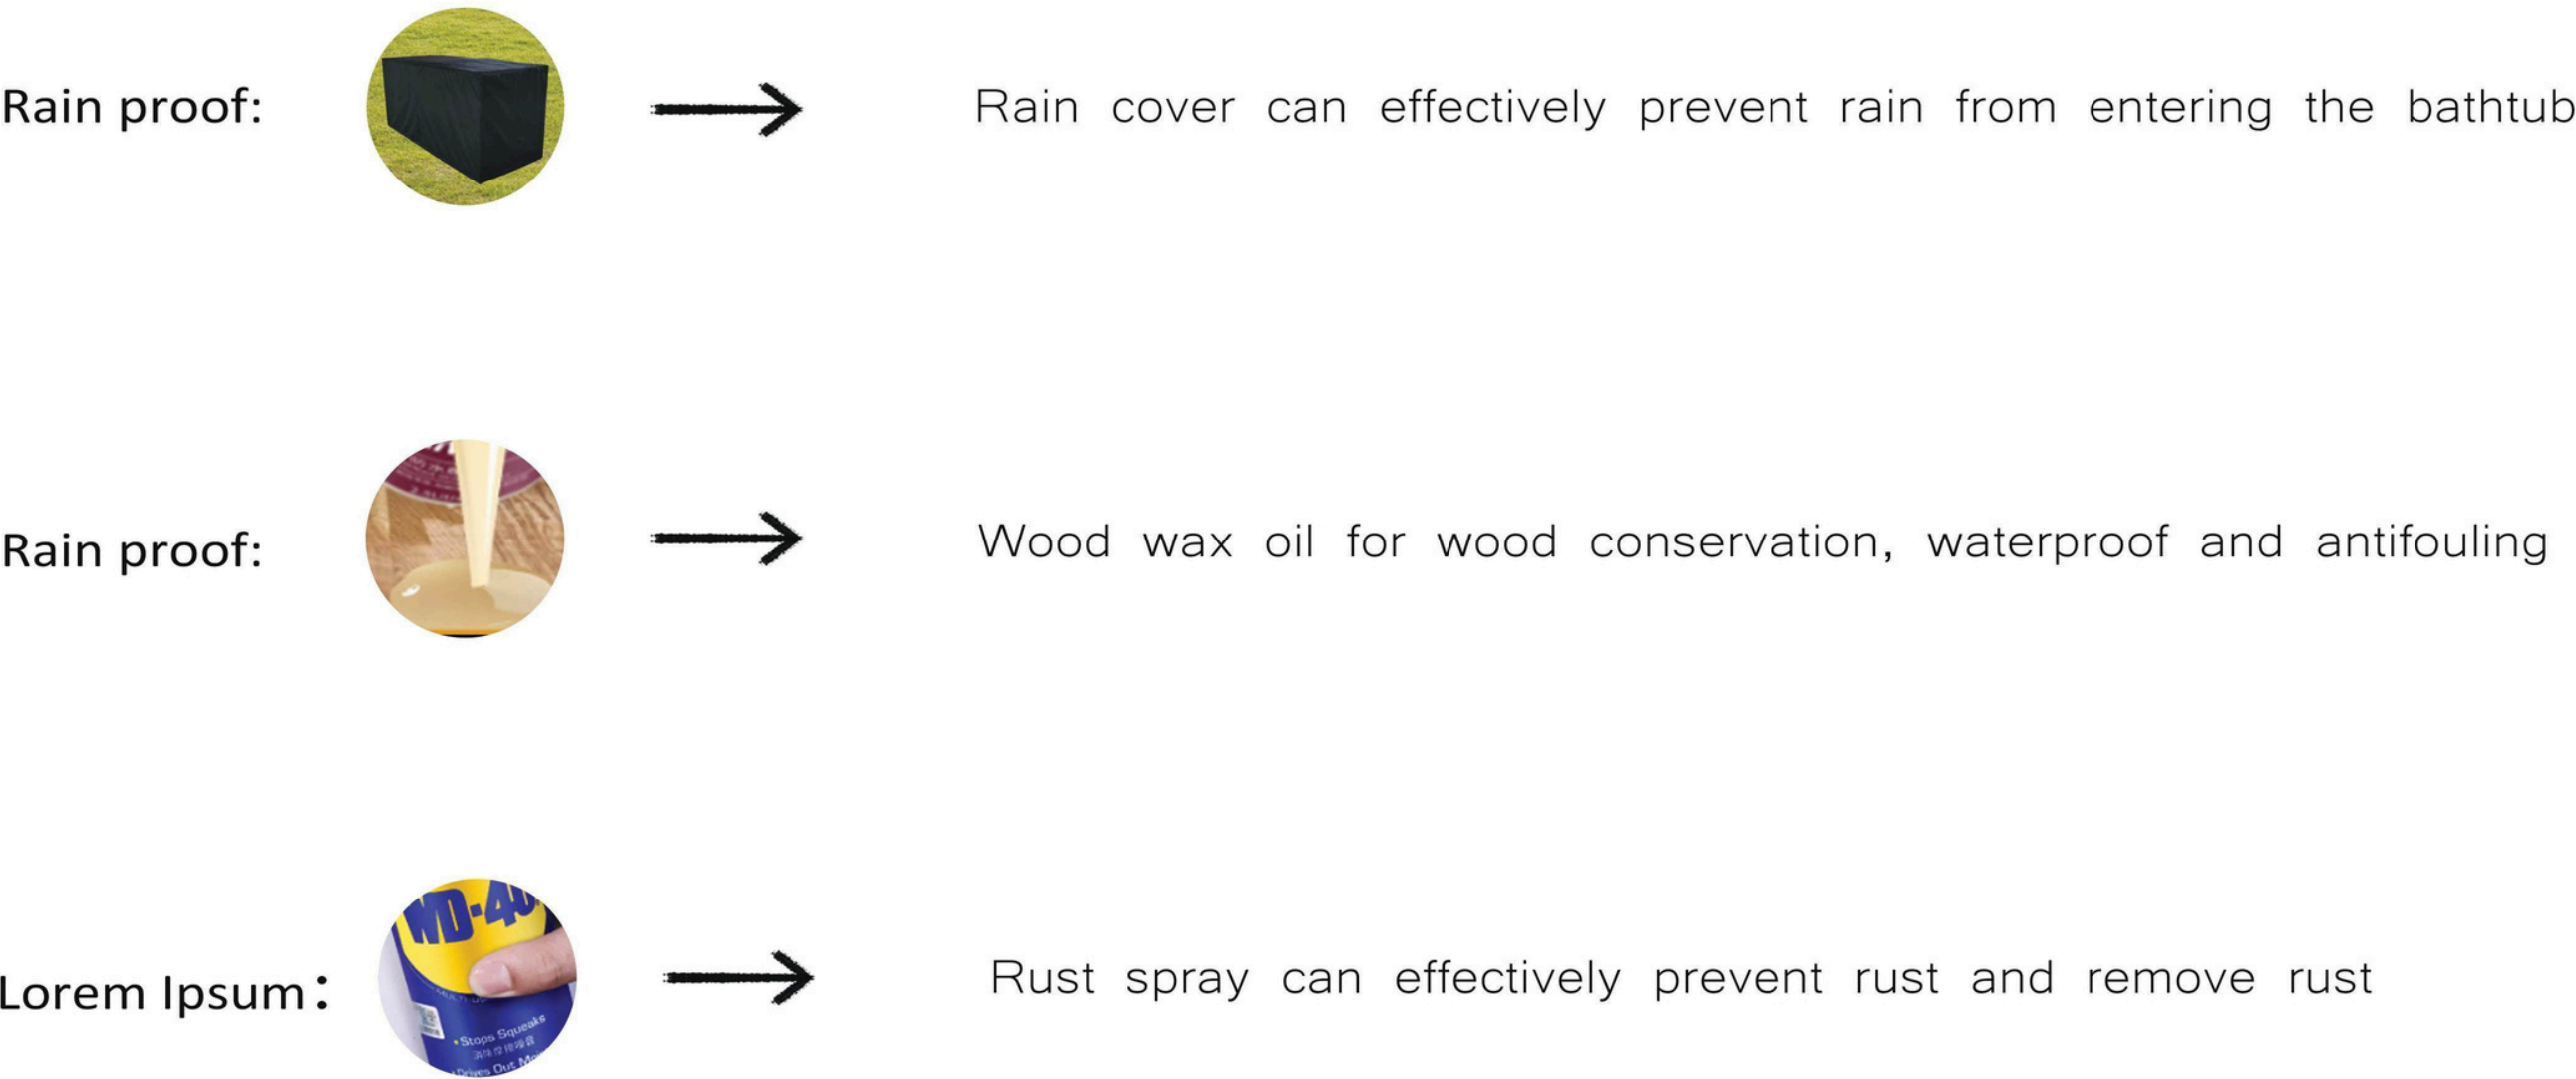 Rain proof:
Rain cover can effectively prevent rain from entering the bathtub
Rain proof:
Wood wax oil for wood conservation, waterproof and antifouling
Lorem Ipsum：
WD-40
Rust spray can effectively prevent rust and remove rust
• Stops Squeaks
Drives Out